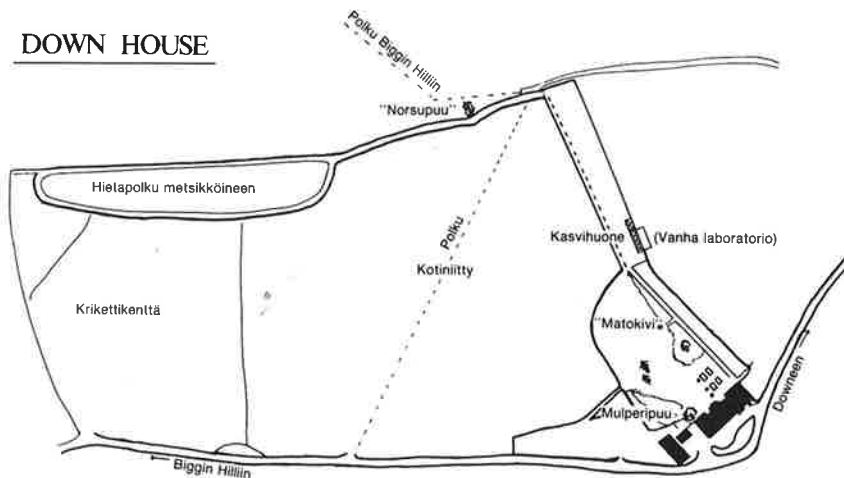 DOWN HOUSE
Polku Biggin Hilliin
"Norsupuu"
Hietapolku metsikköineen
Polku
Kasvihuone (Vanha laboratorio)
Kotiniitty
Krikettikenttä
"Matokivi"
Downeen
Mulperipuu
Biggin Hilliin